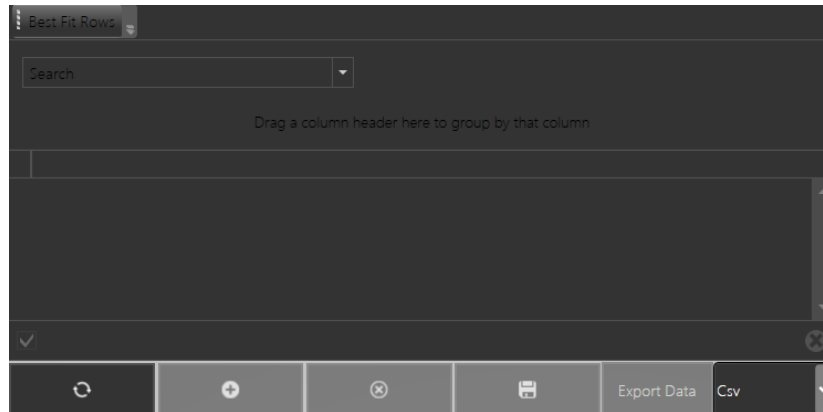 Best Fit Rows
Search
Drag a column header here to group by that column
Export Data
Csv